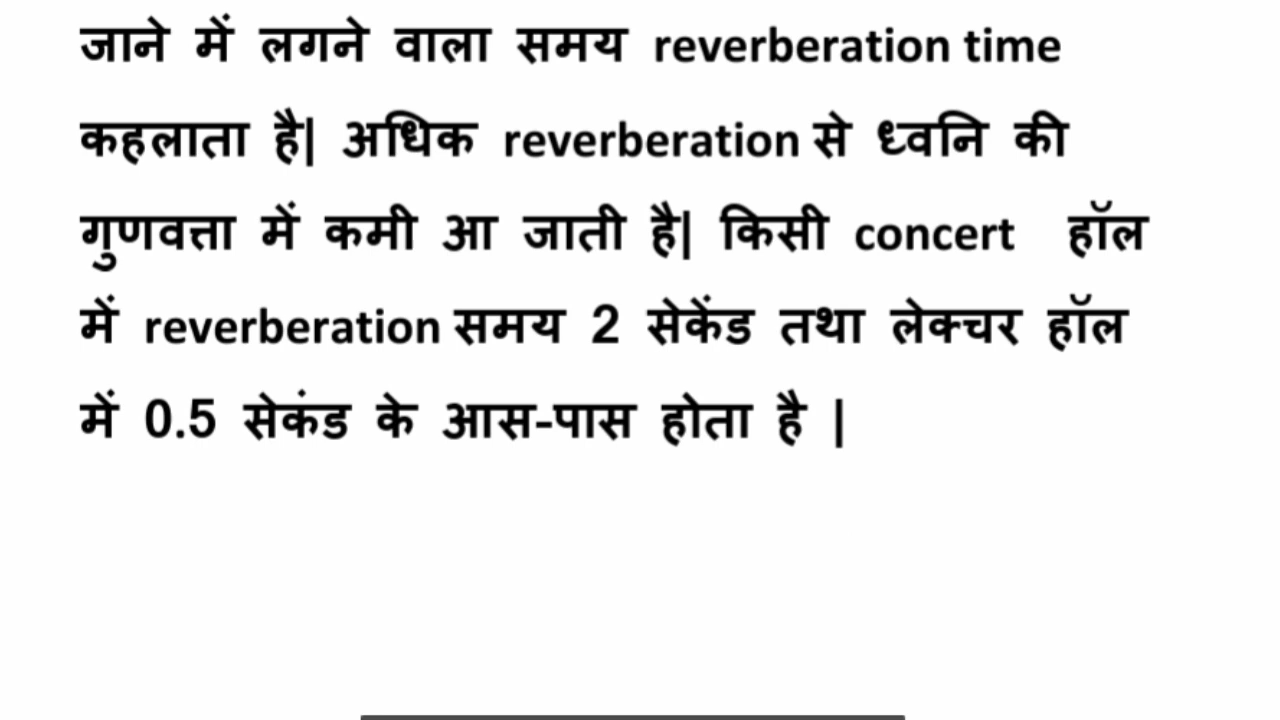 जाने में लगने वाला समय reverberation time
कहलाता है| अधिक reverberation से ध्वनि की
गुणवत्ता में कमी आ जाती है| किसी concert हॉल
में reverberation समय 2 सेकेंड तथा लेक्चर हॉल
में 0.5 सेकंड के आस-पास होता है |